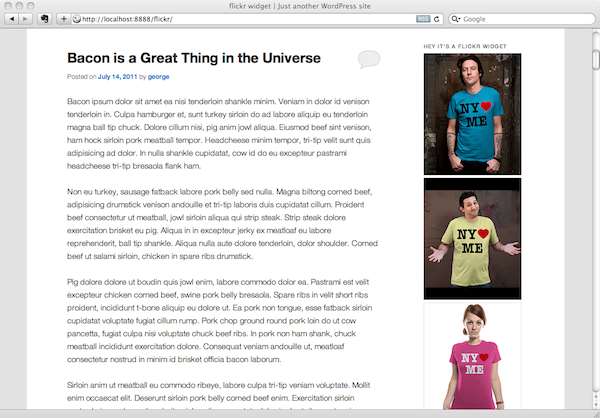 flickr widget | Just another WordPress site
http://localhost:8888/flickr/
RSS
Google
Bacon is a Great Thing in the Universe
Posted on July 14, 2011 by george
Bacon ipsum dolor sit amet ea nisi tenderloin shankle minim. Veniam in dolor id venison
tenderloin in. Culpa hamburger et, sunt turkey sirloin do ad labore aliquip eu tenderloin
magna ball tip chuck. Dolore cillum nisi, pig anim jowl aliqua. Eiusmod beef sint venison,
ham hock sirloin pork meatball tempor. Headcheese minim tempor, tri-tip velit sunt quis
adipisicing ad dolor. In nulla shankle cupidatat, cow id do eu excepteur pastrami
headcheese tri-tip bresaola flank ham.
Non eu turkey, sausage fatback labore pork belly sed nulla. Magna biltong corned beef,
adipisicing drumstick venison andouille et tri-tip laboris duis cupidatat cillum. Proident
beef consectetur ut meatball, jowl sirloin aliqua qui strip steak. Strip steak dolore
exercitation brisket eu pig. Aliqua in in excepteur jerky ex meatloaf eu labore
reprehenderit, ball tip shankle. Aliqua nulla aute dolore tenderloin, dolor shoulder. Corned
beef ut salami sirloin, chicken in spare ribs drumstick.
Pig dolore dolore ut boudin quis jowl enim, labore commodo dolor ea. Pastrami est velit
excepteur chicken corned beef, swine pork belly bresaola. Spare ribs in velit short ribs
proident, incididunt t-bone aliquip eu dolore ut. Ea pork non tongue, esse fatback sirloin
cupidatat voluptate fugiat cillum rump. Pork chop ground round pork loin do ut cow
pancetta, fugiat culpa nisi voluptate chuck beef ribs. In pork non ham shank, chuck
meatball incididunt exercitation dolore. Consequat veniam andouille ut, meatloaf
consectetur nostrud in minim id brisket officia bacon laborum.
Sirloin anim ut meatball eu commodo ribeye, labore culpa tri-tip veniam voluptate. Mollit
enim occaecat elit. Deserunt sirloin pork belly corned beef enim. Exercitation sirloin
HEY IT'S A FLICKR WIDGET
NY
ME
NY
ME
NY
ME